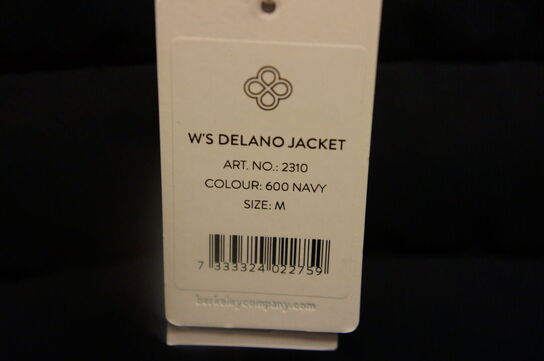 W'S DELANO JACKET
ART. NO.: 2310
COLOUR: 600 NAVY
SIZE: M
7 333324 022759
berkeleycompany.com